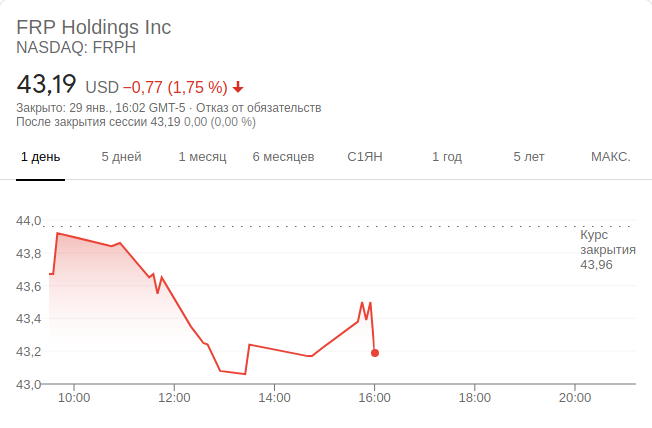 FRP Holdings Inc
NASDAQ: FRPH
43,19 USD −0,77 (1,75 %)
Закрыто: 29 янв., 16:02 GMT-5 · Отказ от обязательств
После закрытия сессии 43,19 0,00 (0,00 %)
1 день 5 дней 1 месяц 6 месяцев С1ЯН 1 год 5 лет МАКС.
44,0
Курс
закрытия
43,96
43,8
43,6
43,4
43,2
43,0
10:00 12:00 14:00 16:00 18:00 20:00